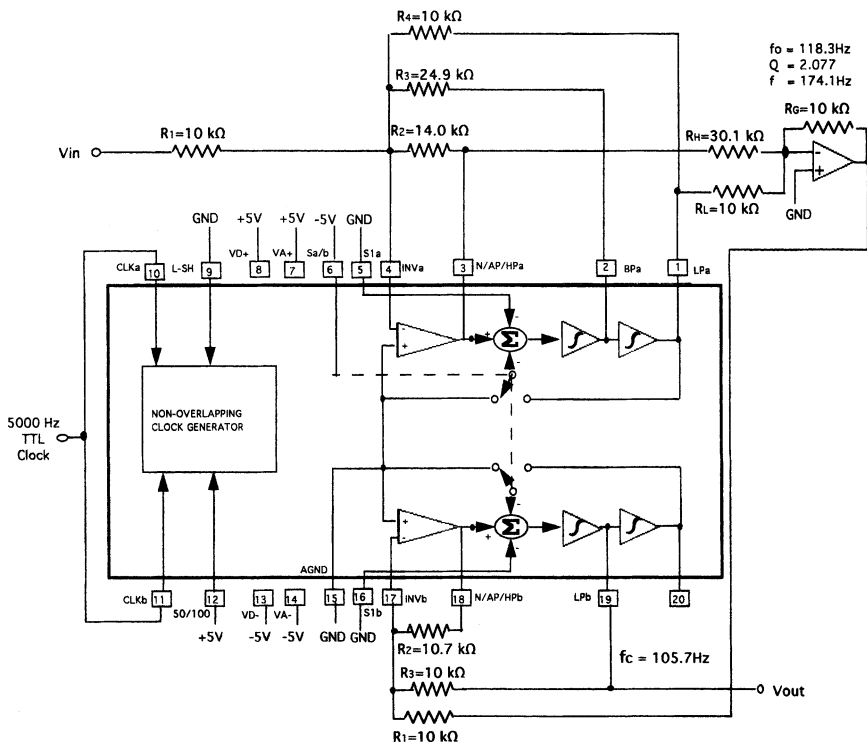 R4=10 kΩ
fo = 118.3Hz
Q = 2.077
f = 174.1Hz
R3=24.9 kΩ
RG=10 kΩ
R1=10 kΩ
R2=14.0 kΩ
RH=30.1 kΩ
Vin
-
+
RL=10 kΩ
GND
GND +5V +5V -5V GND
CLKa L-SH VD+ VA+ Sa/b S1a INVa N/AP/HPa BPa LPa
10 9 8 7 6 5 4 3 2 1
-
+
+
-
Σ
-
∫
∫
5000 Hz
TTL
Clock
NON-OVERLAPPING
CLOCK GENERATOR
+
-
+
-
Σ
-
∫
∫
AGND
CLKb 11 50/100 12 VD- 13 VA- 14 15 16 S1b 17 INVb 18 N/AP/HPb LPb 19 20
+5V -5V -5V GND GND
R2=10.7 kΩ
fc = 105.7Hz
R3=10 kΩ
Vout
R1=10 kΩ